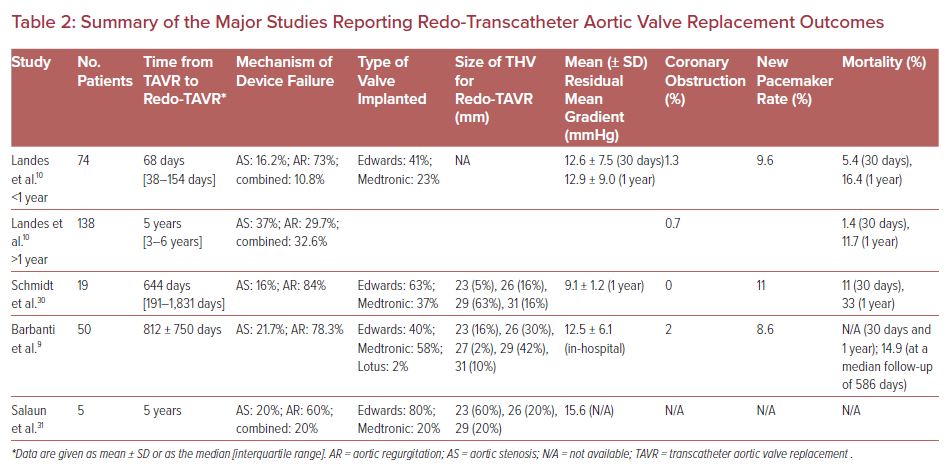 Table 2: Summary of the Major Studies Reporting Redo-Transcatheter Aortic Valve Replacement Outcomes
Study No. Time from Mechanism of Type of Size of THV Mean (± SD) Coronary New Mortality (%)
Patients TAVR to Device Failure Valve for Residual Obstruction Pacemaker
Redo-TAVR* Implanted Redo-TAVR Mean (%) Rate (%)
(mm) Gradient
(mmHg)
Landes 74 68 days AS: 16.2%; AR: 73%; Edwards: 41%; NA 12.6 ± 7.5 (30 days) 1.3 9.6 5.4 (30 days),
et al.10 [38–154 days] combined: 10.8% Medtronic: 23% 12.9 ± 9.0 (1 year) 16.4 (1 year)
<1 year
Landes et 138 5 years AS: 37%; AR: 29.7%; 0.7 1.4 (30 days),
al.10 [3–6 years] combined: 32.6% 11.7 (1 year)
>1 year
Schmidt 19 644 days AS: 16%; AR: 84% Edwards: 63%; 23 (5%), 26 (16%) 9.1 ± 1.2 (1 year) 0 11 11 (30 days),
et al.30 [191–1,831 days] Medtronic: 37% 29 (63%), 31 (16%) 33 (1 year)
Barbanti 50 812 ± 750 days AS: 21.7%; AR: 78.3% Edwards: 40%; 23 (16%), 26 (30%) 12.5 ± 6.1 2 8.6 N/A (30 days and
et al.9 Medtronic: 58%; 27 (2%), 29 (42%), (in-hospital) 1 year); 14.9 (at a
Lotus: 2% 31 (10%) median follow-up
of 586 days)
Salaun 5 5 years AS: 20%; AR: 60%; Edwards: 80%; 23 (60%), 26 (20%), 15.6 (N/A) N/A N/A N/A
et al.31 combined: 20% Medtronic: 20% 29 (20%)
*Data are given as mean ± SD or as the median [interquartile range]. AR = aortic regurgitation; AS = aortic stenosis; N/A = not available; TAVR = transcatheter aortic valve replacement .